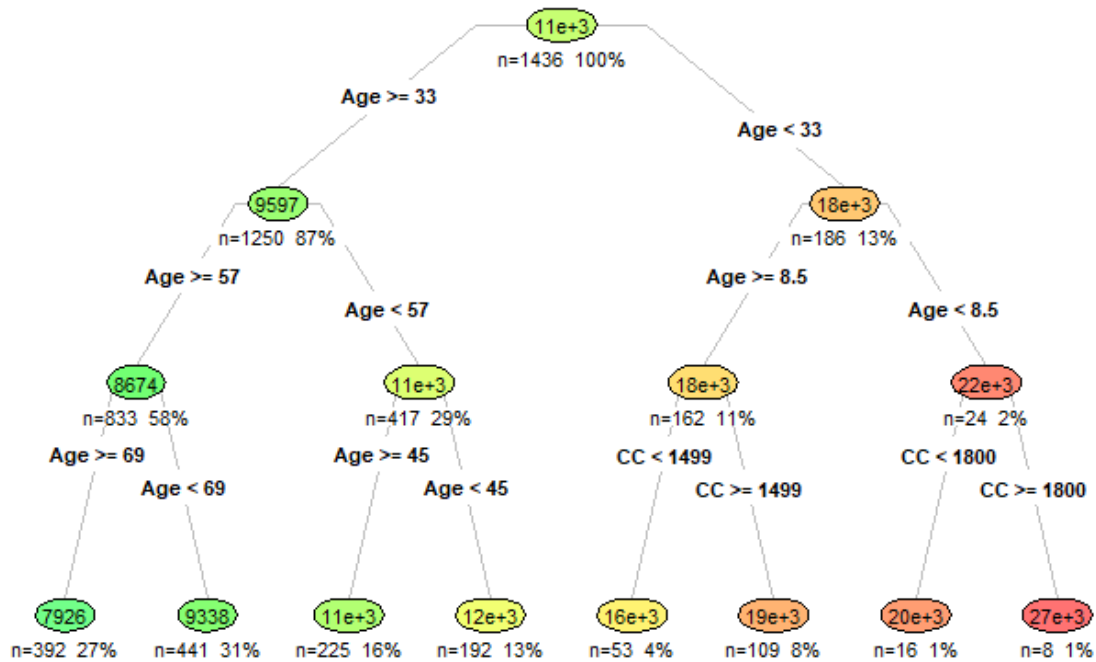 11e+3
n=1436 100%
Age >= 33
Age < 33
9597
18e+3
n=1250 87%
n=186 13%
Age >= 57
Age >= 8.5
Age < 57
Age < 8.5
8674
11e+3
18e+3
22e+3
n=833 58%
n=417 29%
n=162 11%
n=24 2%
Age >= 69
Age >= 45
CC < 1499
CC < 1800
Age < 69
Age < 45
CC >= 1499
CC >= 1800
7926
9338
11e+3
12e+3
16e+3
19e+3
20e+3
27e+3
n=392 27%
n=441 31%
n=225 16%
n=192 13%
n=53 4%
n=109 8%
n=16 1%
n=8 1%